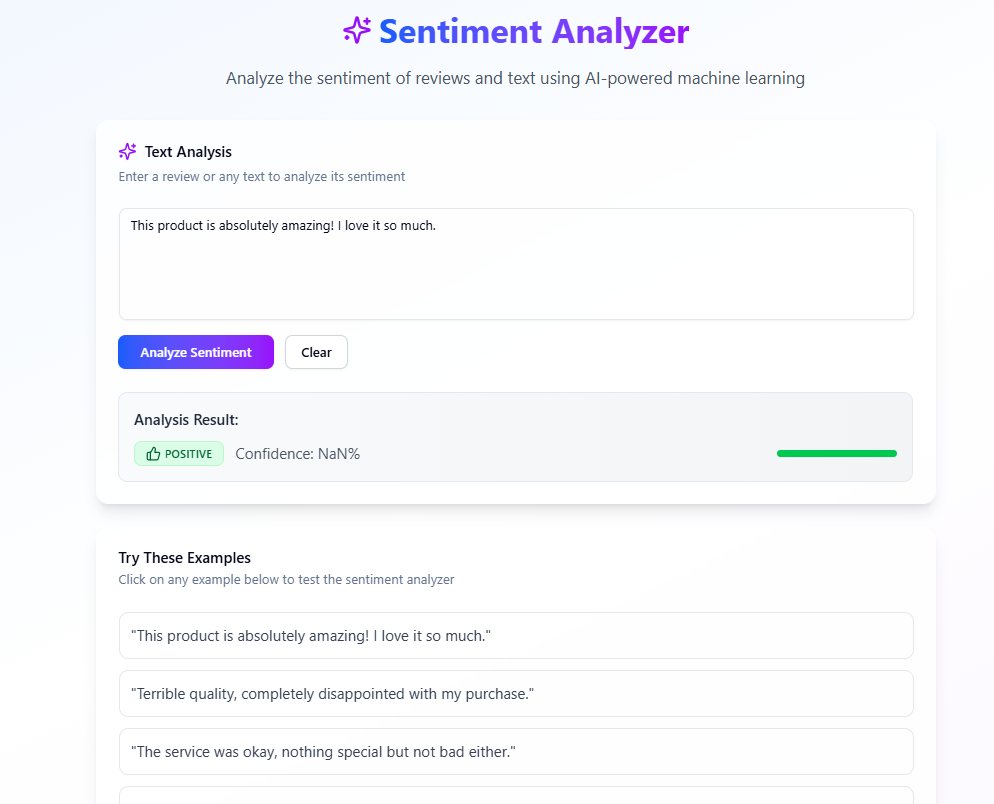 Sentiment Analyzer
Analyze the sentiment of reviews and text using AI-powered machine learning
Text Analysis
Enter a review or any text to analyze its sentiment
This product is absolutely amazing! I love it so much.
Analyze Sentiment
Clear
Analysis Result:
POSITIVE
Confidence: NaN%
Try These Examples
Click on any example below to test the sentiment analyzer
"This product is absolutely amazing! I love it so much."
"Terrible quality, completely disappointed with my purchase."
"The service was okay, nothing special but not bad either."